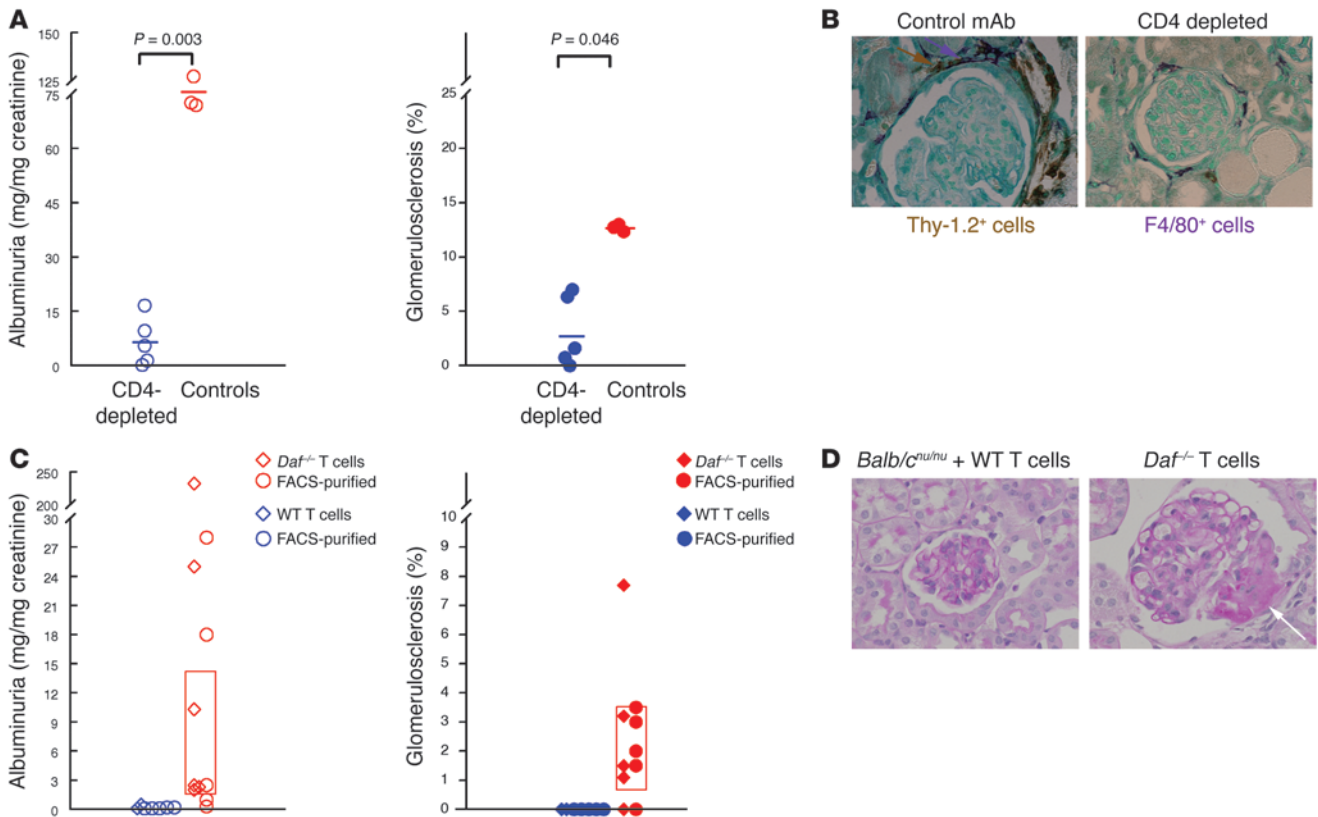 A
150
125
75
60
45
30
15
0
Albuminuria (mg/mg creatinine)
P = 0.003
CD4-
depleted
Controls
25
20
15
10
5
0
Glomerulosclerosis (%)
P = 0.046
CD4-
depleted
Controls
B
Control mAb
CD4 depleted
Thy-1.2⁺ cells
F4/80⁺ cells
C
250
200
30
27
24
21
18
15
12
9
6
3
0
Albuminuria (mg/mg creatinine)
Daf⁻/⁻ T cells
FACS-purified
WT T cells
FACS-purified
10
9
8
7
6
5
4
3
2
1
0
Glomerulosclerosis (%)
Daf⁻/⁻ T cells
FACS-purified
WT T cells
FACS-purified
D
Balb/cⁿᵘ/ⁿᵘ + WT T cells
Daf⁻/⁻ T cells